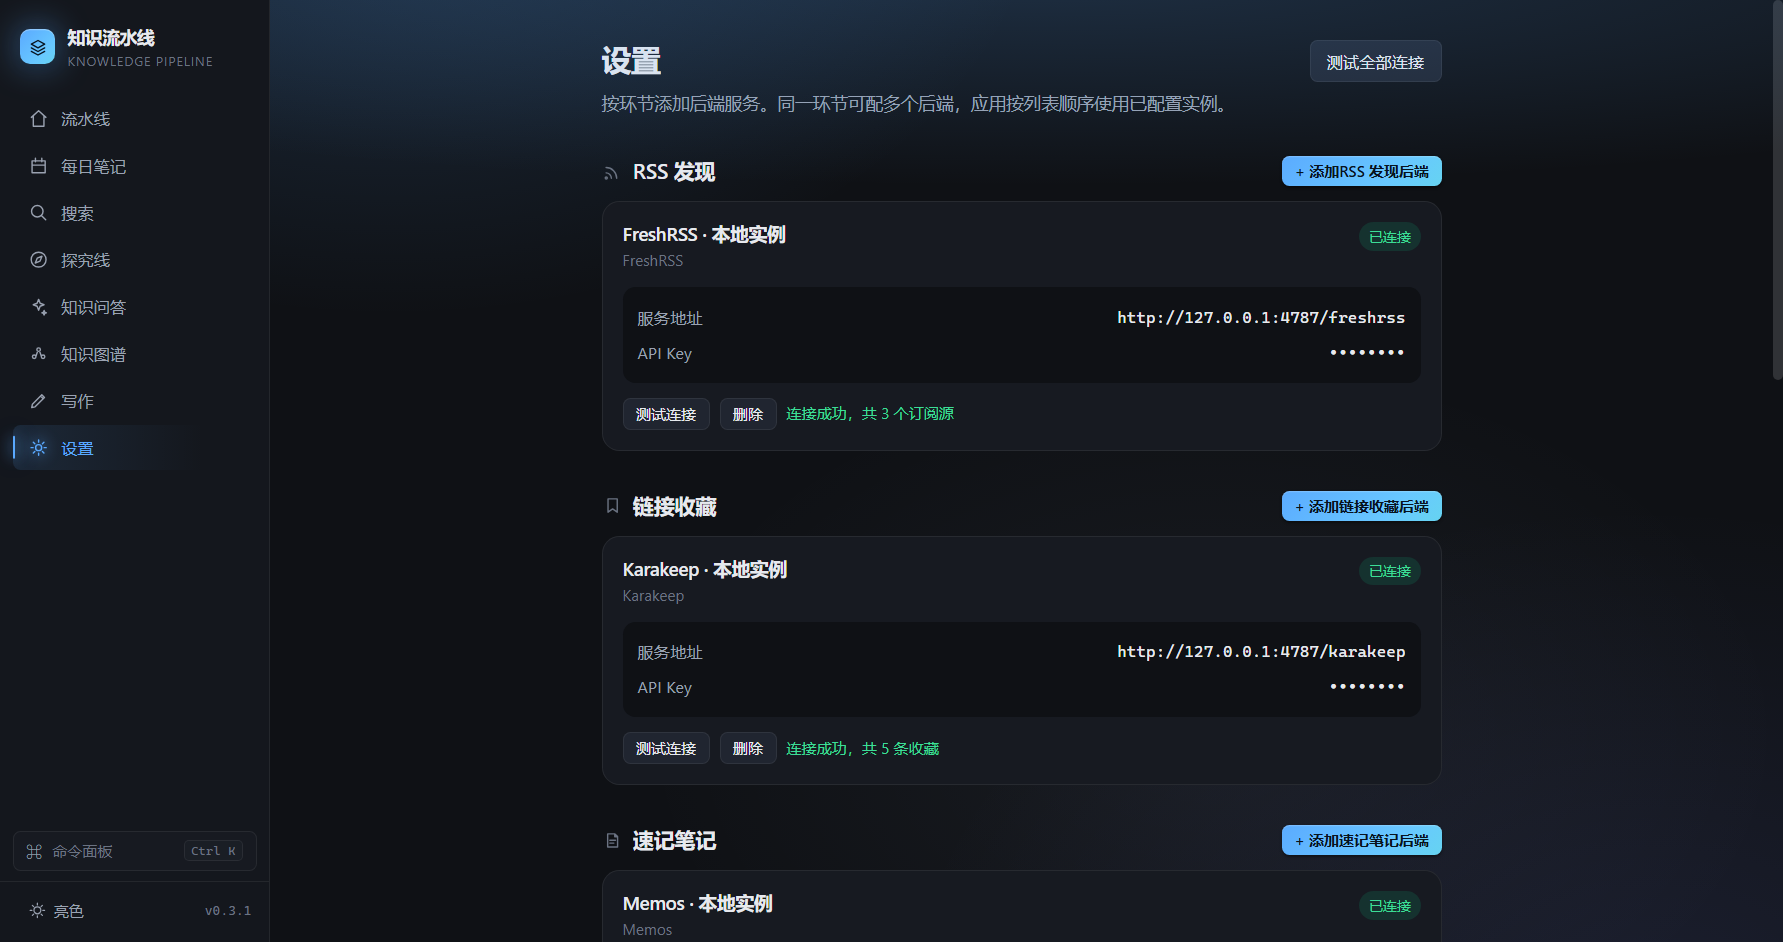 知识流水线
KNOWLEDGE PIPELINE
流水线
每日笔记
搜索
探究线
知识问答
知识图谱
写作
设置
命令面板 Ctrl K
亮色 v0.3.1
设置
测试全部连接
按环节添加后端服务。同一环节可配多个后端，应用按列表顺序使用已配置实例。
RSS 发现
+ 添加RSS 发现后端
FreshRSS · 本地实例
已连接
FreshRSS
服务地址 http://127.0.0.1:4787/freshrss
API Key ••••••••
测试连接 删除 连接成功，共 3 个订阅源
链接收藏
+ 添加链接收藏后端
Karakeep · 本地实例
已连接
Karakeep
服务地址 http://127.0.0.1:4787/karakeep
API Key ••••••••
测试连接 删除 连接成功，共 5 条收藏
速记笔记
+ 添加速记笔记后端
Memos · 本地实例
已连接
Memos